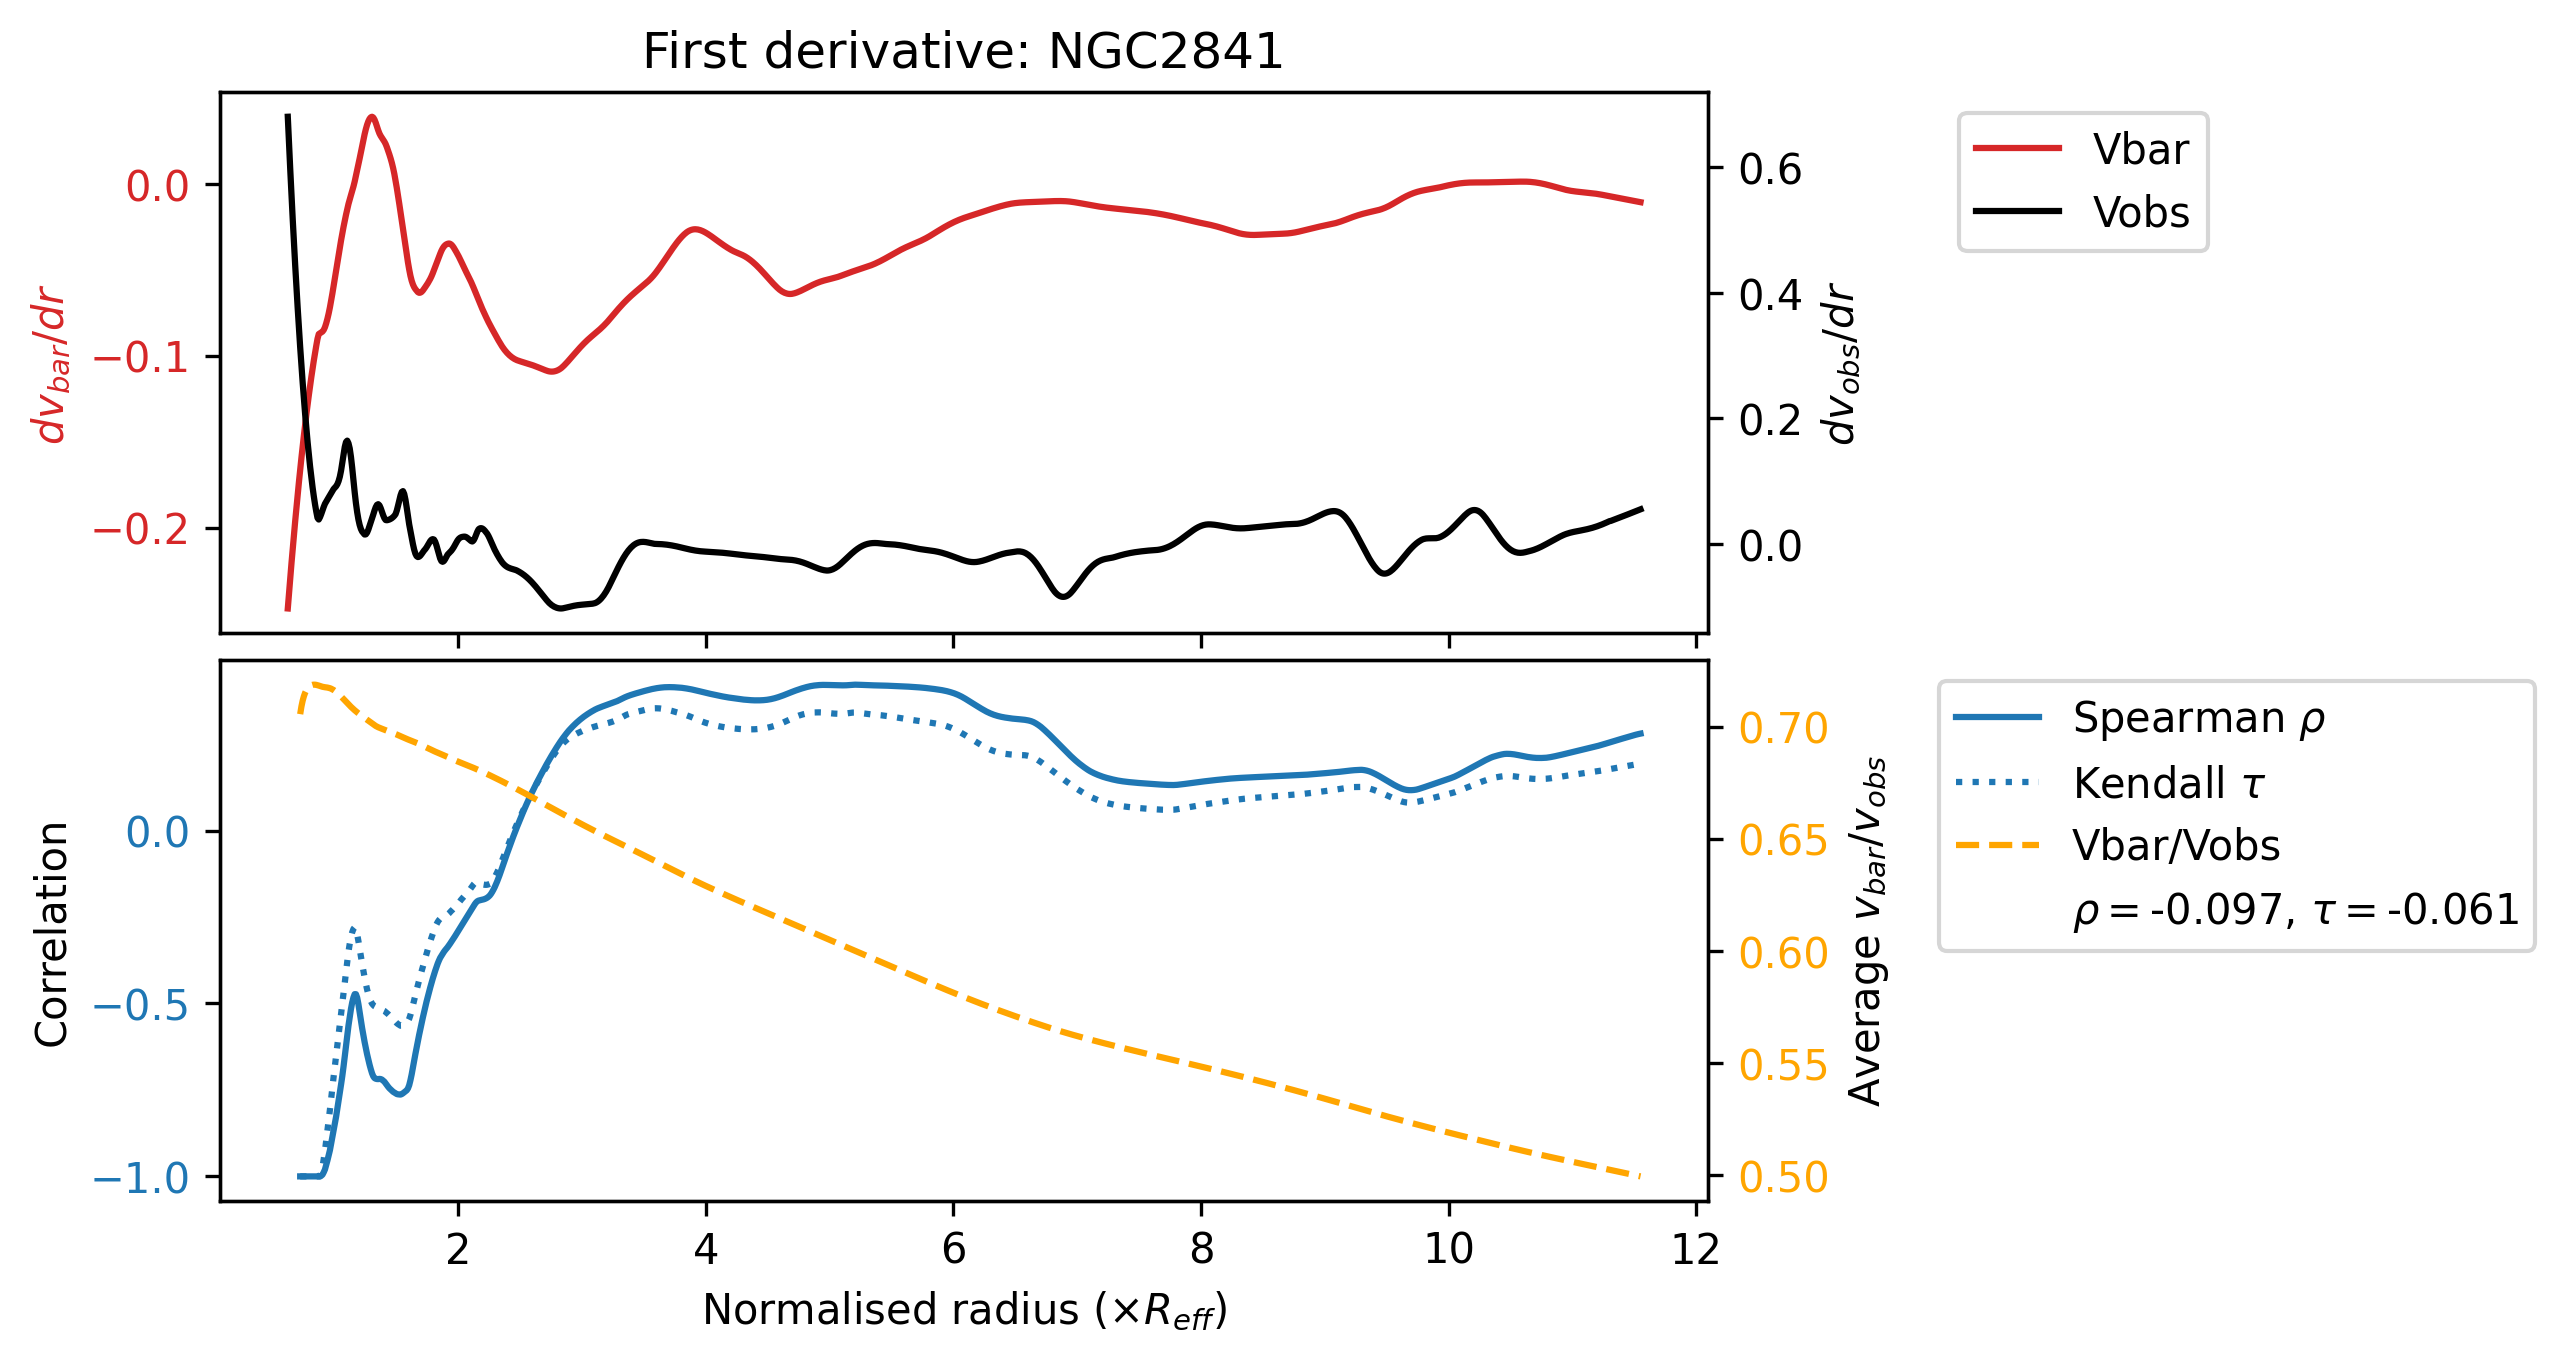 First derivative: NGC2841
0.0
−0.1
−0.2
dv_bar/dr
0.6
0.4
0.2
0.0
dv_obs/dr
Vbar
Vobs
0.0
−0.5
−1.0
Correlation
0.70
0.65
0.60
0.55
0.50
Average v_bar/v_obs
Spearman ρ
Kendall τ
Vbar/Vobs
ρ = -0.097, τ = -0.061
2 4 6 8 10 12
Normalised radius (×R_eff)